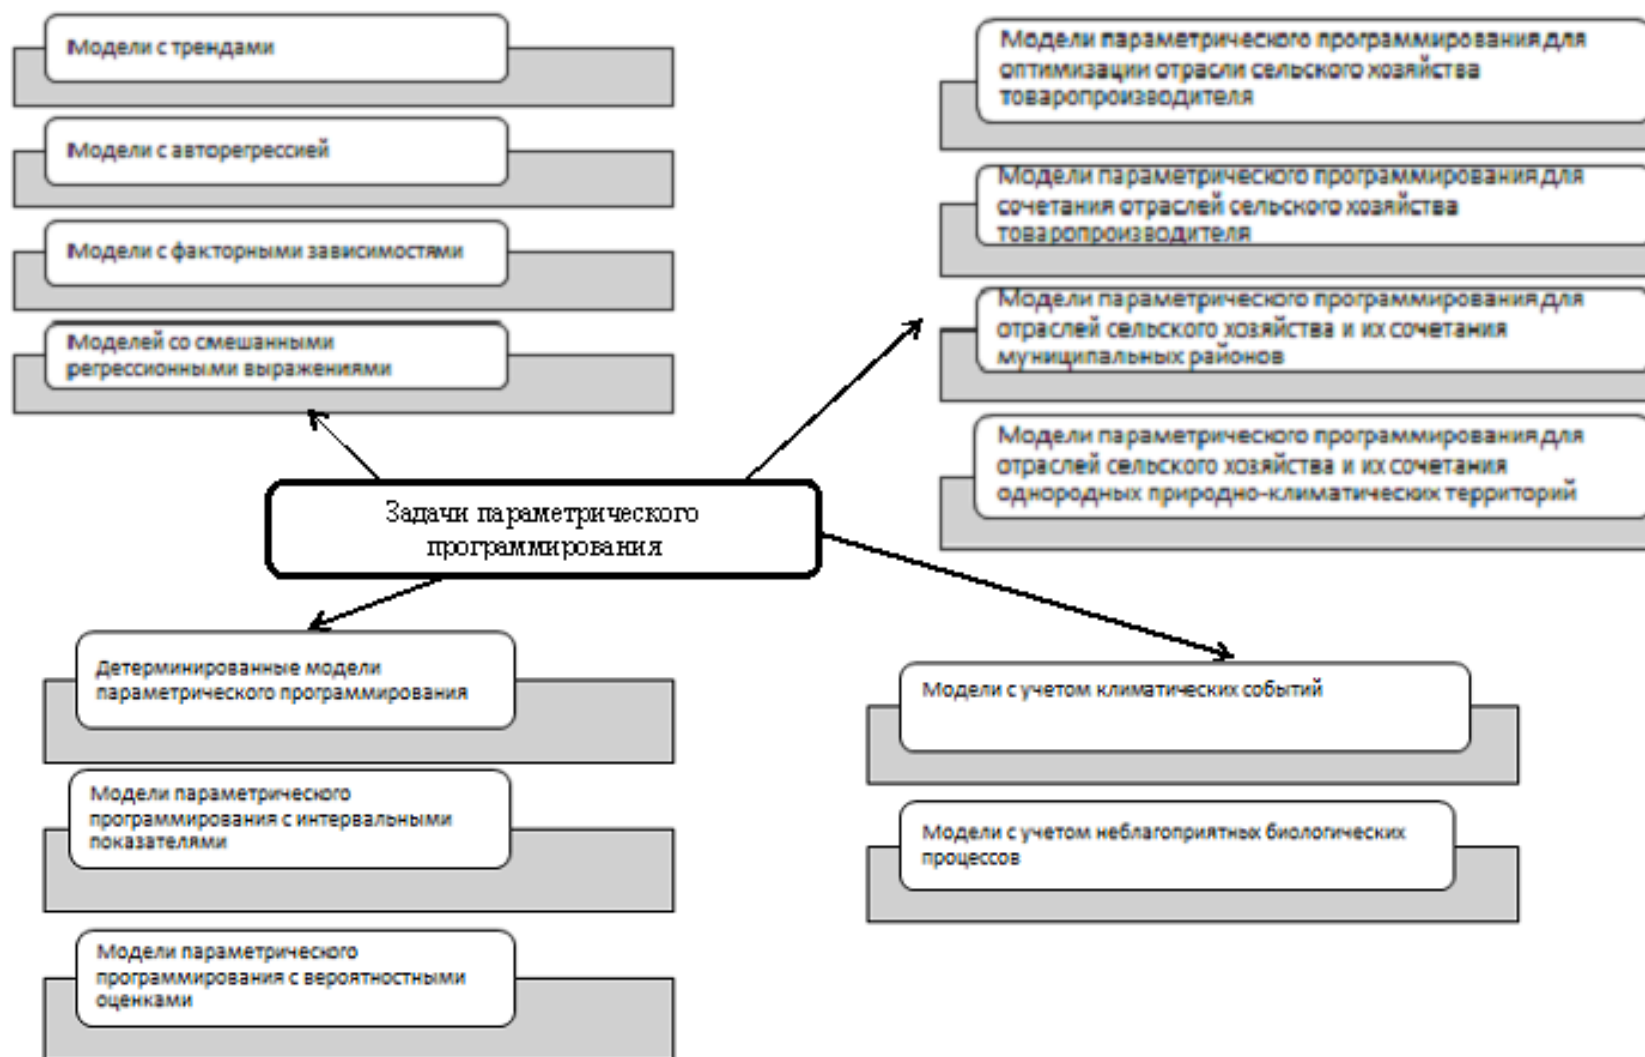 Модели с трендами
Модели с авторегрессией
Модели с факторными зависимостями
Моделей со смешанными
регрессионными выражениями
Модели параметрического программирования для
оптимизации отрасли сельского хозяйства
товаропроизводителя
Модели параметрического программирования для
сочетания отраслей сельского хозяйства
товаропроизводителя
Модели параметрического программирования для
отраслей сельского хозяйства и их сочетания
муниципальных районов
Модели параметрического программирования для
отраслей сельского хозяйства и их сочетания
однородных природно-климатических территорий
Задачи параметрического
программирования
Детерминированные модели
параметрического программирования
Модели параметрического
программирования с интервальными
показателями
Модели параметрического
программирования с вероятностными
оценками
Модели с учетом климатических событий
Модели с учетом неблагоприятных биологических
процессов